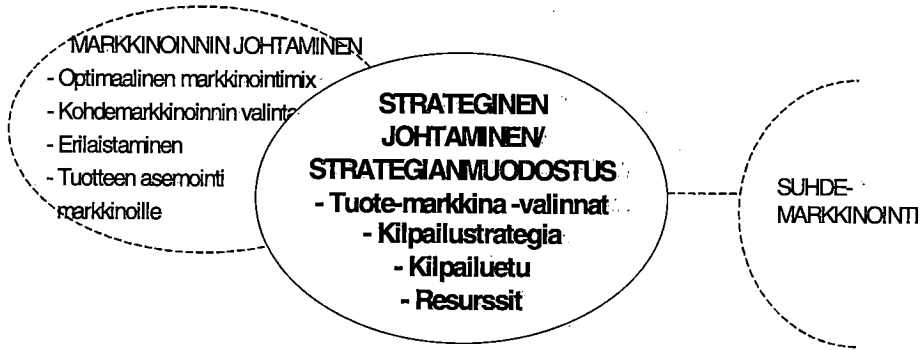 MARKKINOINNIN JOHTAMINEN
- Optimaalinen markkinointimix
- Kohdemarkkinoinnin valinta
- Erilaistaminen
- Tuotteen asemointi
markkinoille
STRATEGINEN
JOHTAMINEN/
STRATEGIANMUODOSTUS
- Tuote-markkina -valinnat
- Kilpailustrategia
- Kilpailuetu
- Resurssit
SUHDE-
MARKKINOINTI